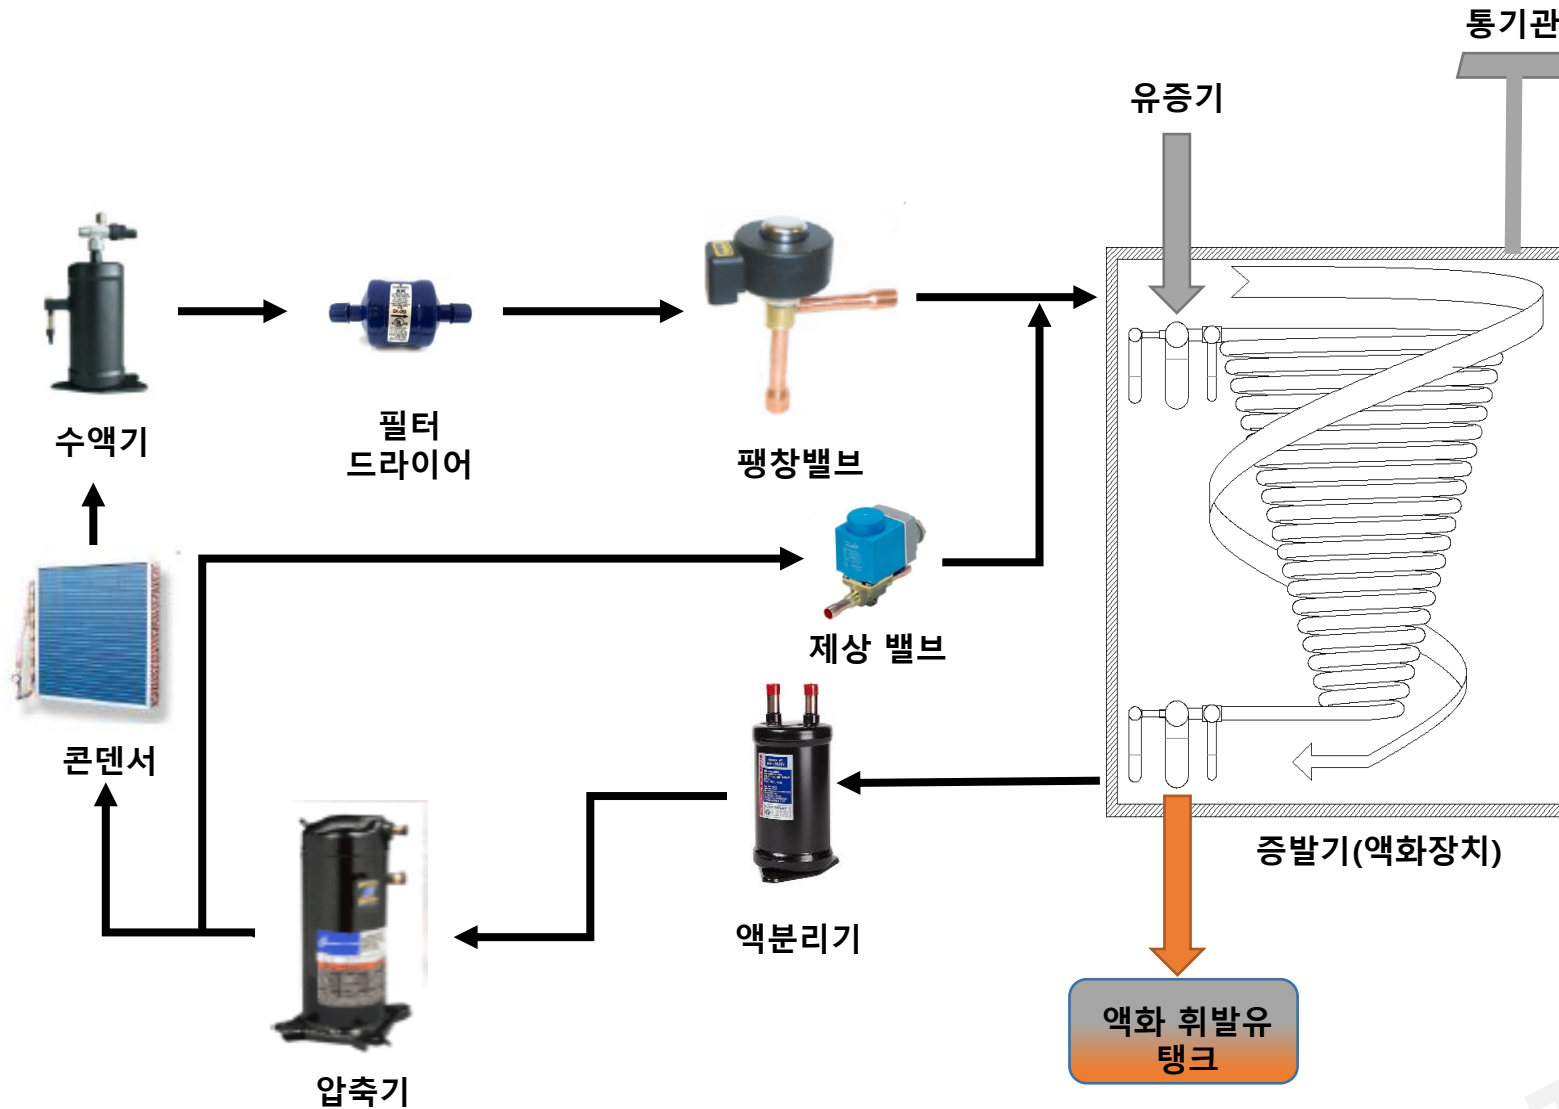 통기관
유증기
수액기
필터
드라이어
팽창밸브
제상 밸브
콘덴서
증발기(액화장치)
액분리기
액화 휘발유
탱크
압축기